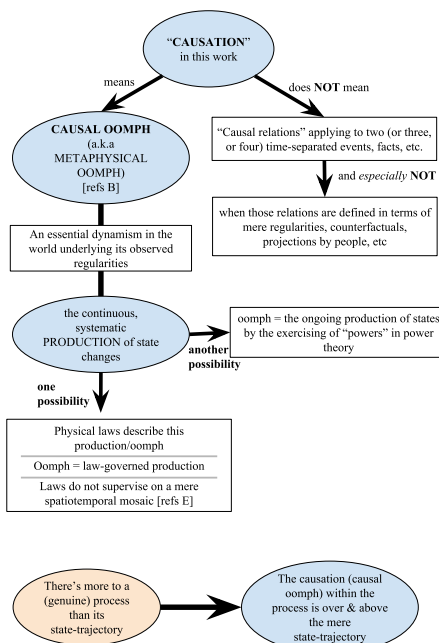 “CAUSATION”
in this work
means
does NOT mean
CAUSAL OOMPH
(a.k.a
METAPHYSICAL
OOMPH)
[refs B]
“Causal relations” applying to two (or three,
or four) time-separated events, facts, etc.
and especially NOT
when those relations are defined in terms of
mere regularities, counterfactuals,
projections by people, etc
An essential dynamism in the
world underlying its observed
regularities
the continuous,
systematic
PRODUCTION of state
changes
another
possibility
oomph = the ongoing production of states
by the exercising of “powers” in power
theory
one
possibility
Physical laws describe this
production/oomph
Oomph = law-governed production
Laws do not supervise on a mere
spatiotemporal mosaic [refs E]
There’s more to a
(genuine) process
than its
state-trajectory
The causation (causal
oomph) within the
process is over & above
the mere
state-trajectory